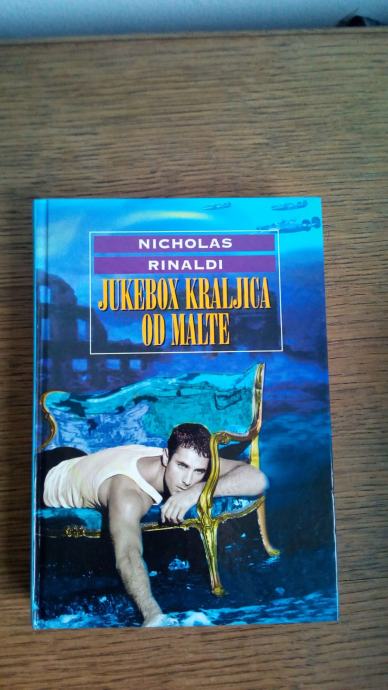 NICHOLAS
RINALDI
JUKEBOX KRALJICA
OD MALTE